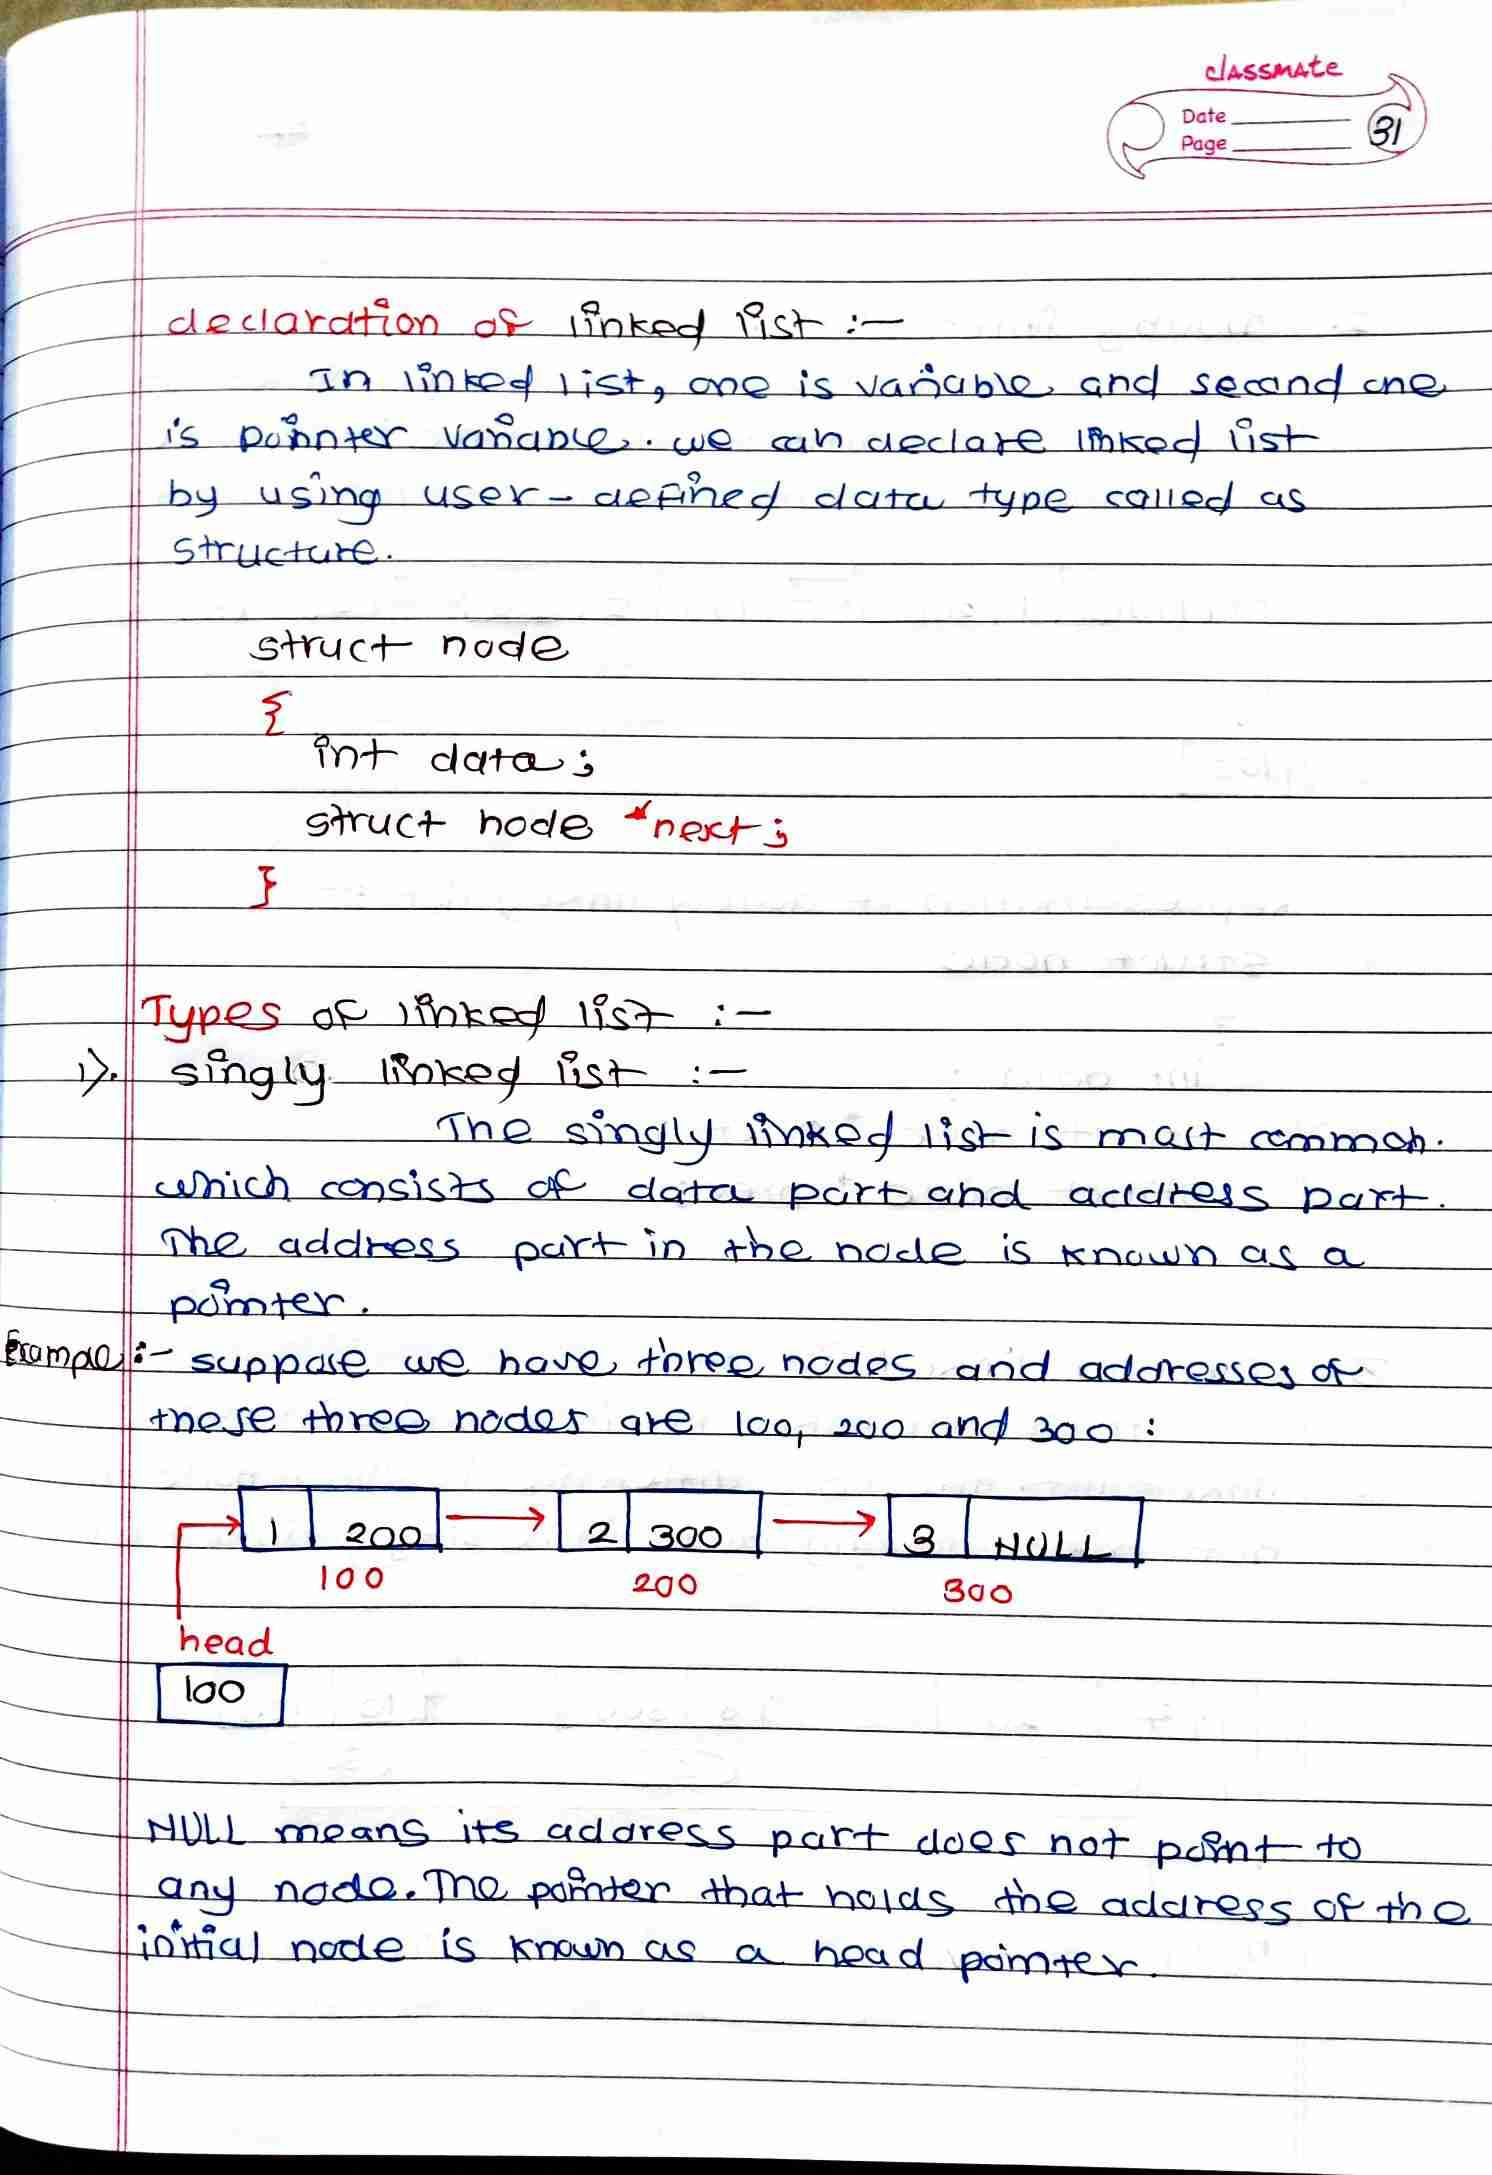 classmate
Date
Page
31
declaration of linked list :-
In linked list, one is variable and second one
is poinnter variable. we can declare linked list
by using user-defined data type called as
structure.
struct node
{
int data;
struct node *next;
}
Types of linked list :-
1). singly linked list :-
The singly linked list is most common.
which consists of data part and address part.
The address part in the node is known as a
pointer.
Example :- suppose we have three nodes and addresses of
these three nodes are 100, 200 and 300 :
1 200 2 300 3 NULL
100 200 300
head
100
NULL means its address part does not point to
any node. The pointer that holds the address of the
initial node is known as a head pointer.